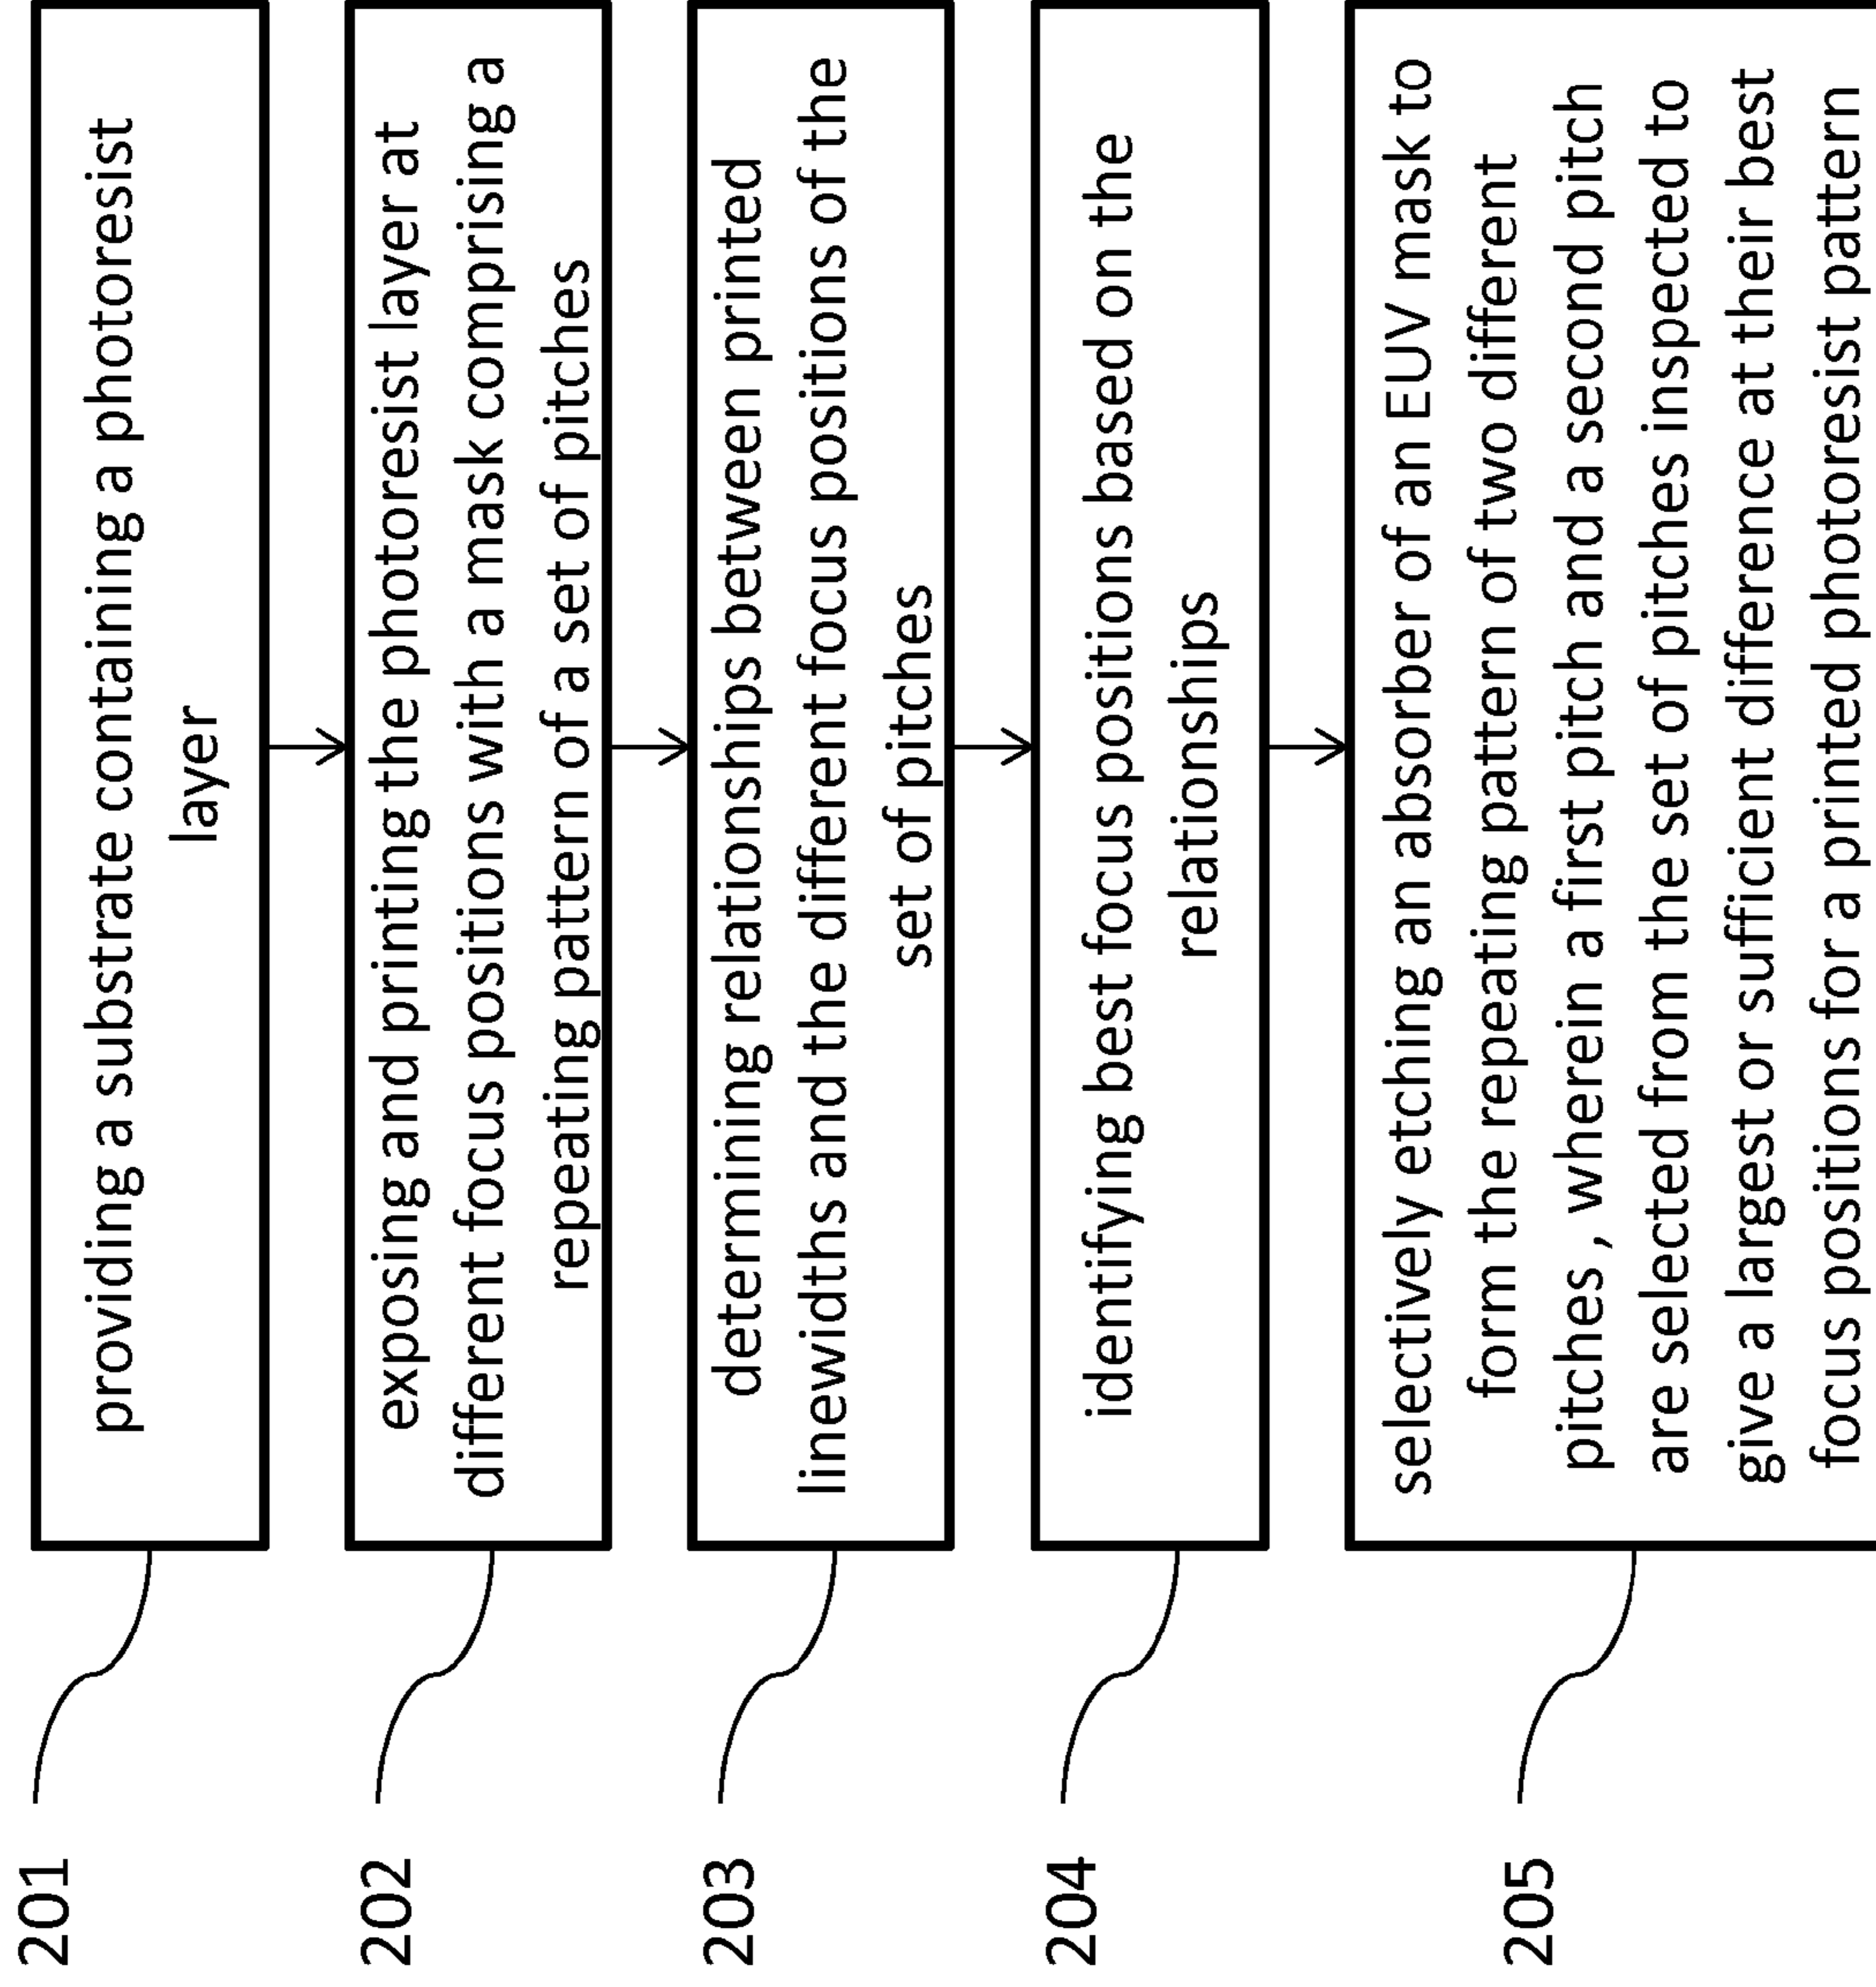 201
providing a substrate containing a photoresist
layer
202
exposing and printing the photoresist layer at
different focus positions with a mask comprising a
repeating pattern of a set of pitches
203
determining relationships between printed
linewidths and the different focus positions of the
set of pitches
204
identifying best focus positions based on the
relationships
205
selectively etching an absorber of an EUV mask to
form the repeating pattern of two different
pitches , wherein a first pitch and a second pitch
are selected from the set of pitches inspected to
give a largest or sufficient difference at their best
focus positions for a printed photoresist pattern